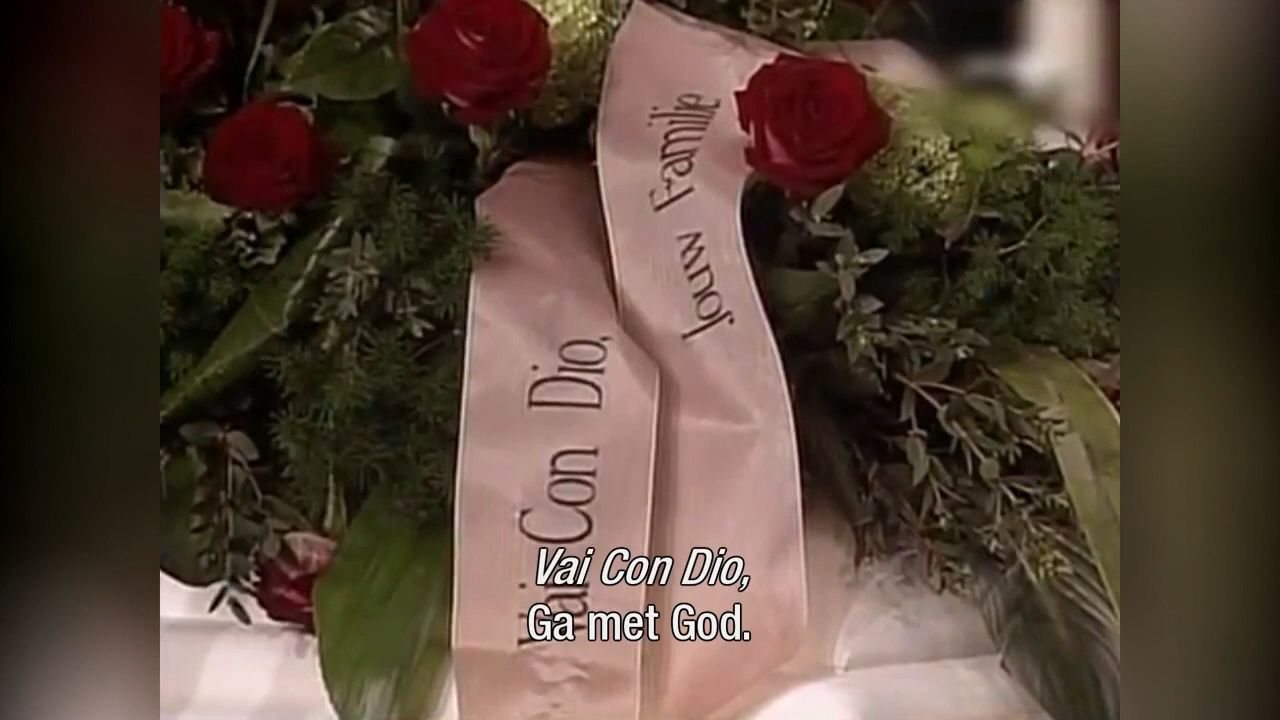 Vai Con Dio,
Jouw Familie
Vai Con Dio,
Ga met God.